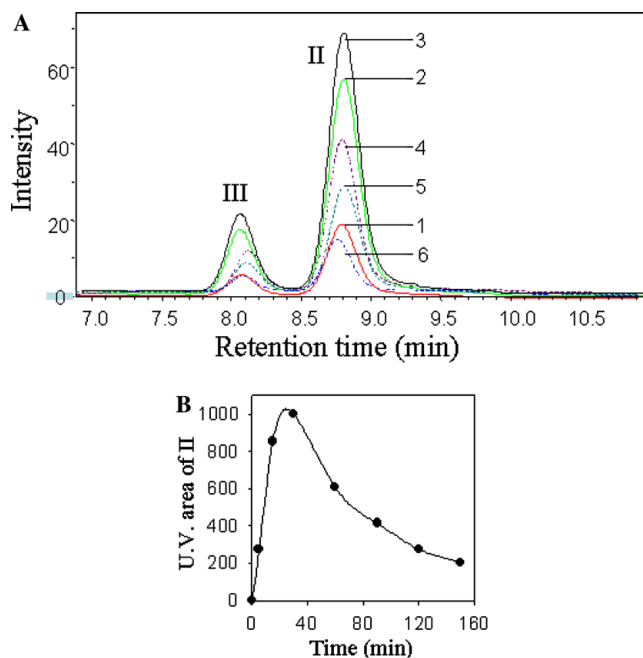 A
Intensity
60
40
20
0
II
III
3
2
4
5
1
6
7.0 7.5 8.0 8.5 9.0 9.5 10.0 10.5
Retention time (min)
B
U.V. area of II
1000
800
600
400
200
0
0 40 80 120 160
Time (min)